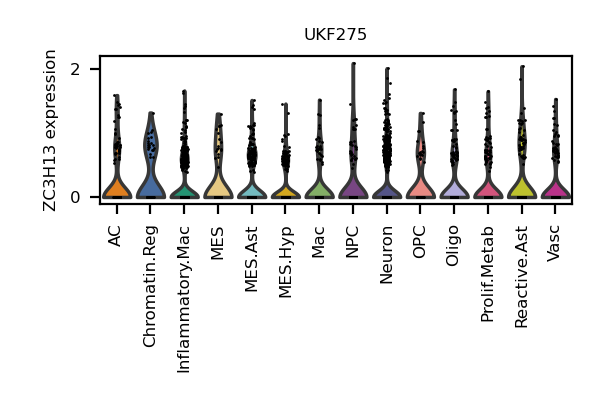 UKF275
ZC3H13 expression
2
0
AC
Chromatin.Reg
Inflammatory.Mac
MES
MES.Ast
MES.Hyp
Mac
NPC
Neuron
OPC
Oligo
Prolif.Metab
Reactive.Ast
Vasc